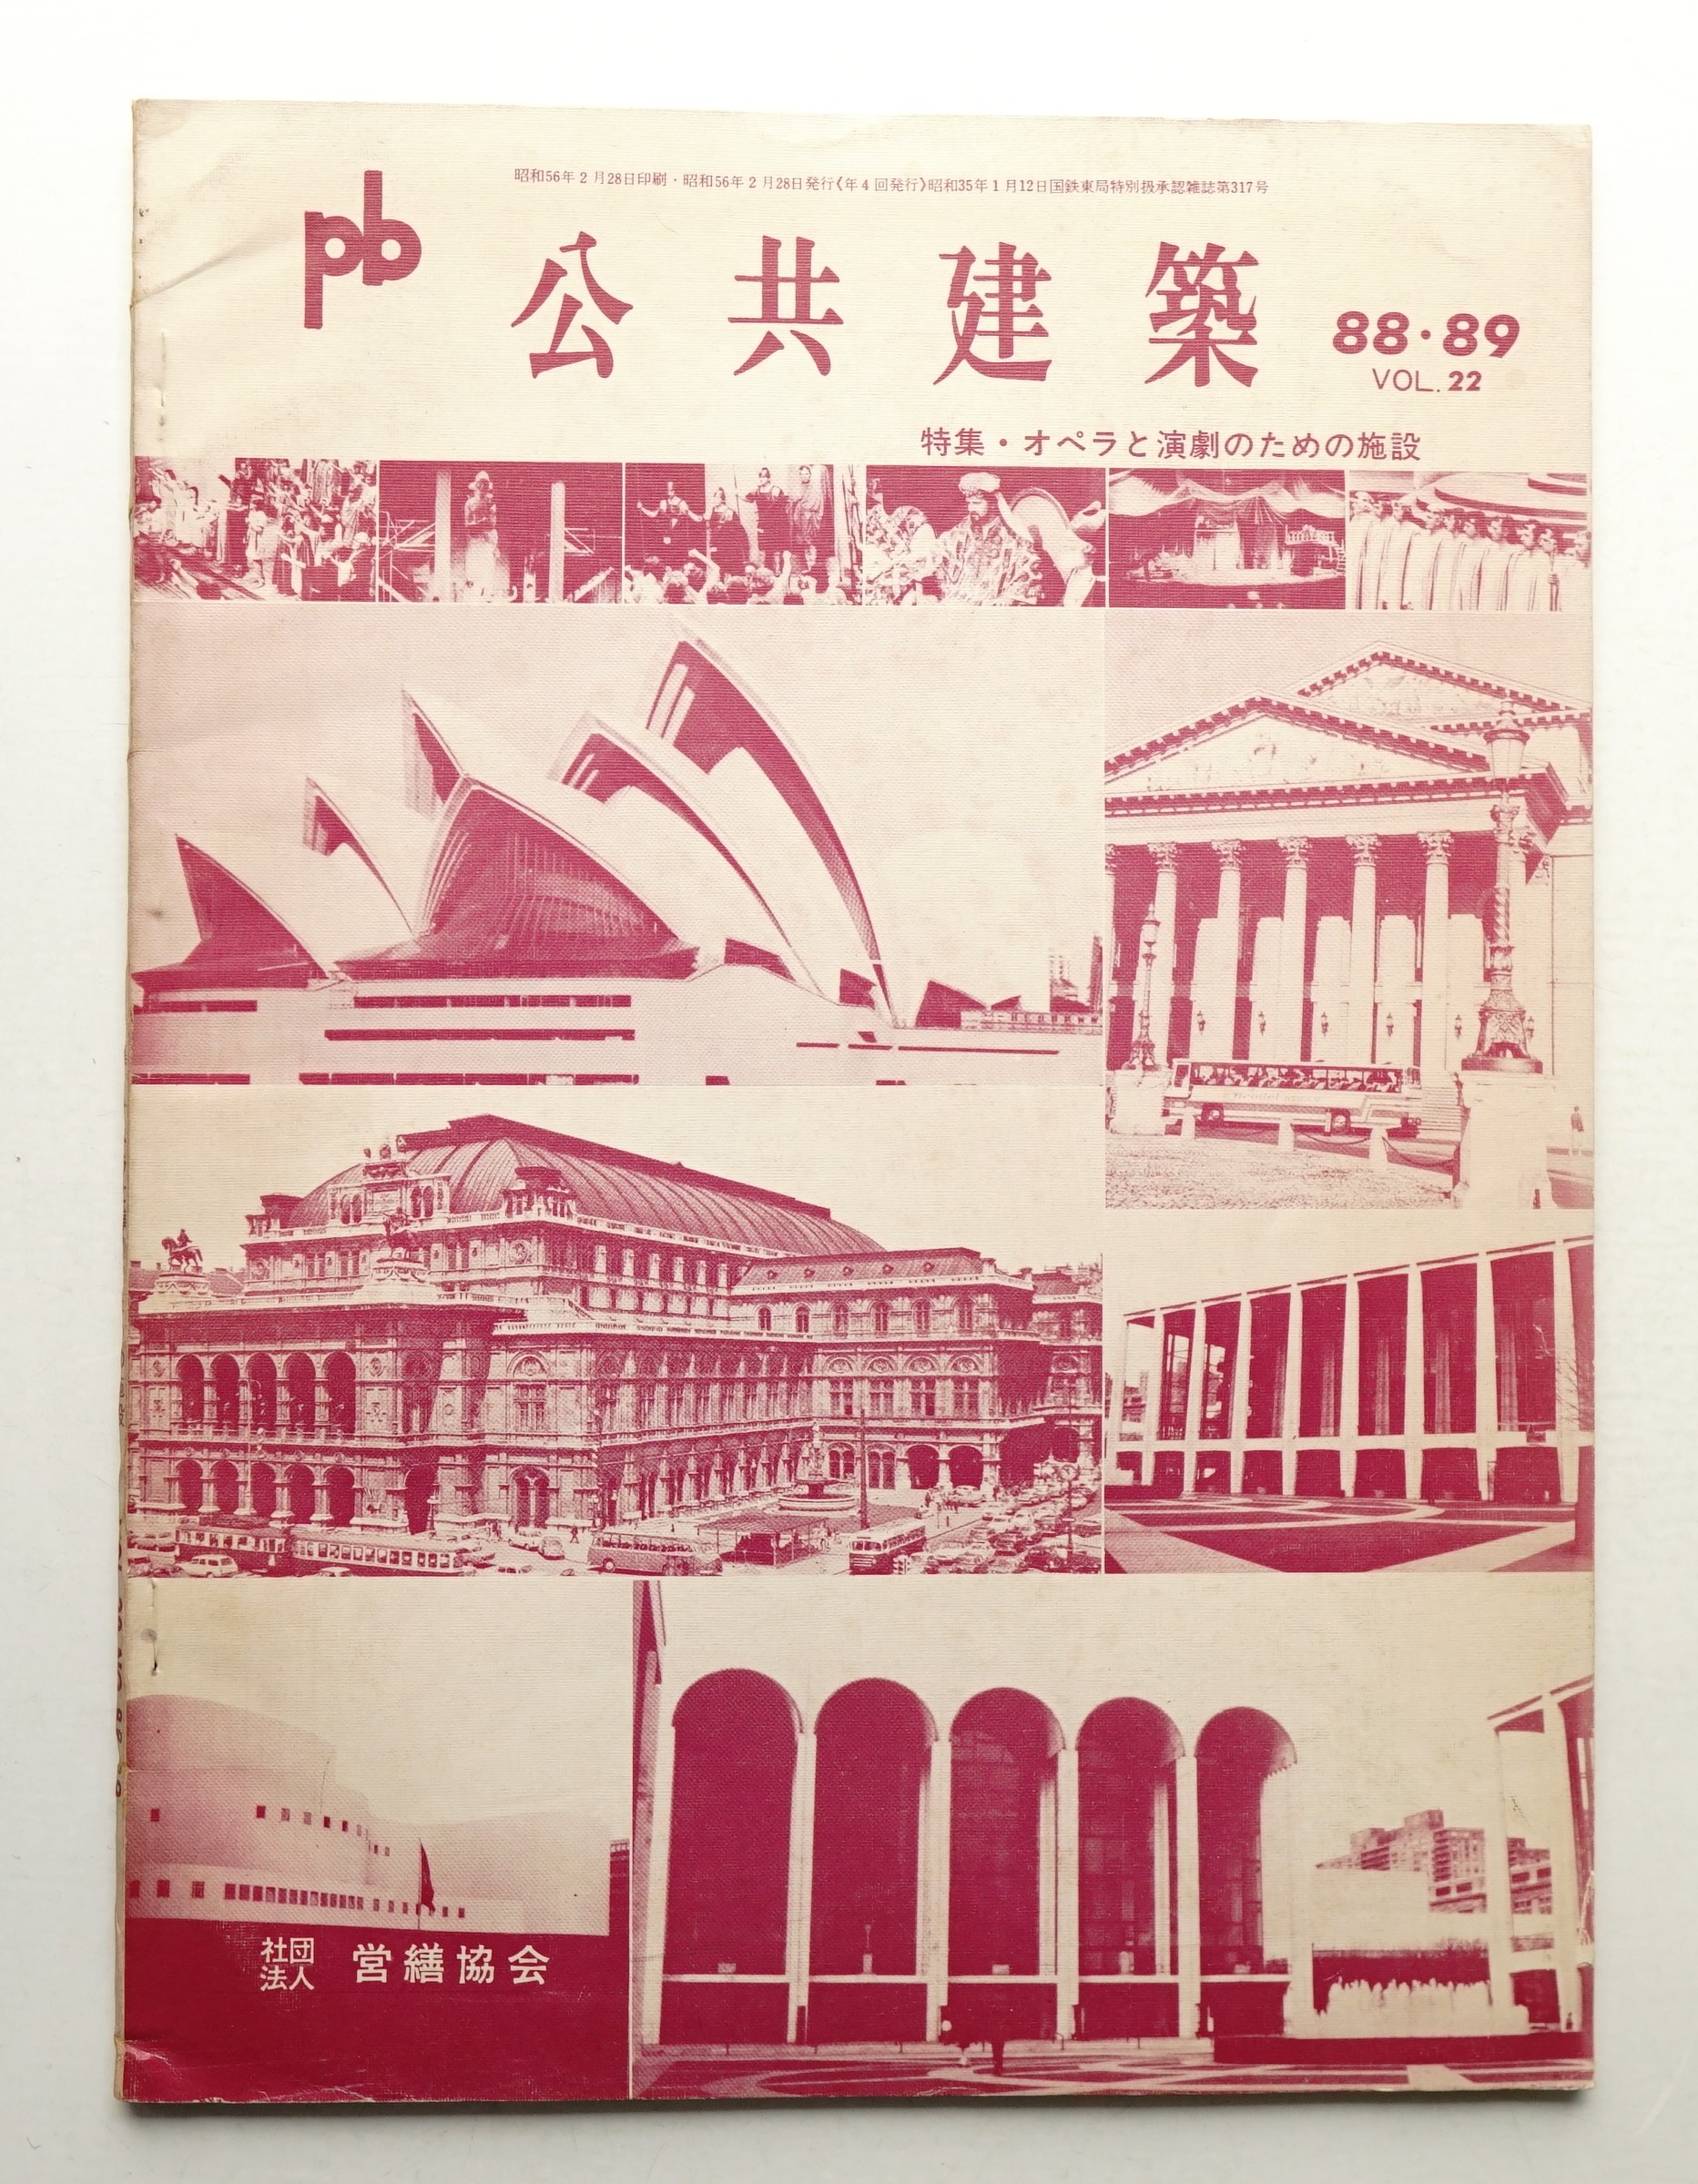 昭和56年2月28日印刷・昭和56年2月28日発行《年4回発行》昭和35年1月12日国鉄東局特別扱承認雑誌第317号
pb
公共建築
88・89
VOL. 22
特集・オペラと演劇のための施設
社団法人 営繕協会